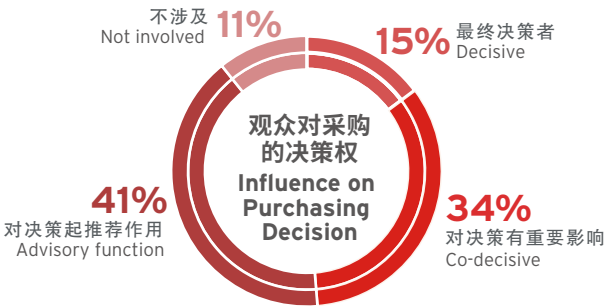 不涉及
Not involved
11%
15%
最终决策者
Decisive
观众对采购
的决策权
Influence on
Purchasing
Decision
41%
对决策起推荐作用
Advisory function
34%
对决策有重要影响
Co-decisive